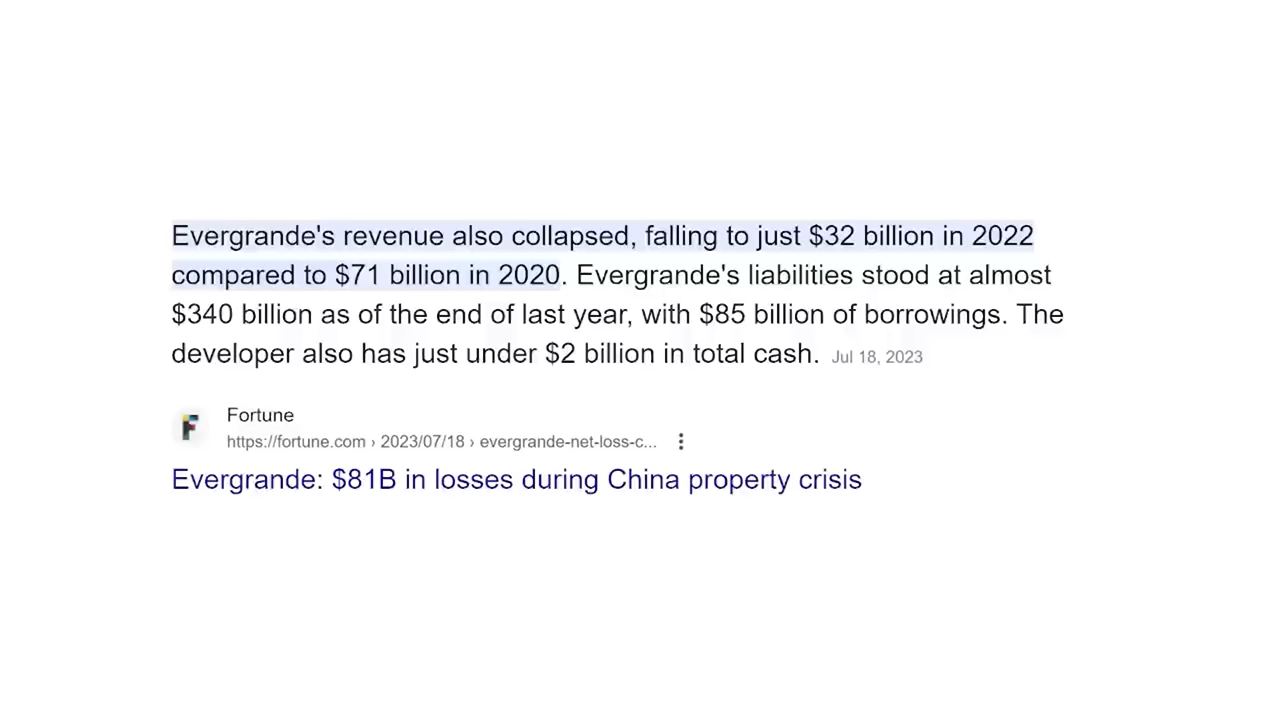 Evergrande's revenue also collapsed, falling to just $32 billion in 2022
compared to $71 billion in 2020. Evergrande's liabilities stood at almost
$340 billion as of the end of last year, with $85 billion of borrowings. The
developer also has just under $2 billion in total cash. Jul 18, 2023
Fortune
https://fortune.com › 2023/07/18 › evergrande-net-loss-c...
Evergrande: $81B in losses during China property crisis